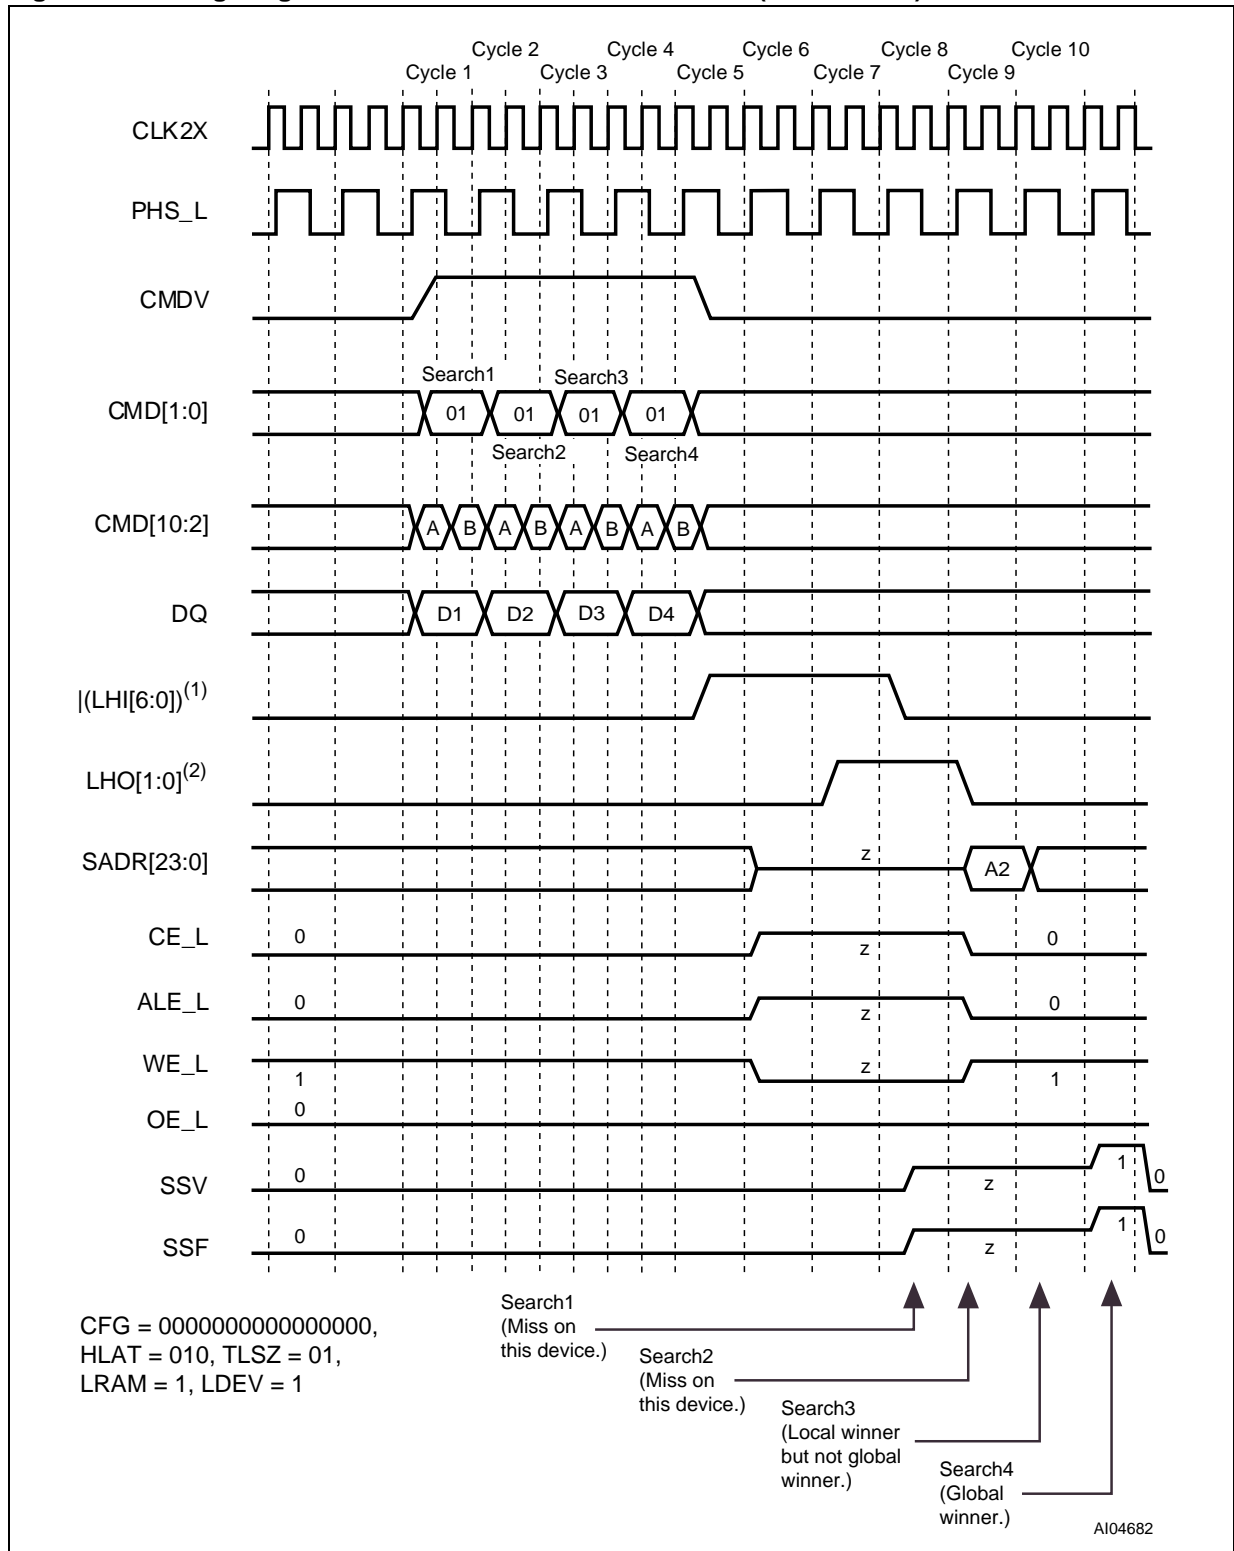 Cycle 2 Cycle 4 Cycle 6 Cycle 8 Cycle 10
Cycle 1 Cycle 3 Cycle 5 Cycle 7 Cycle 9
CLK2X
PHS_L
CMDV
Search1 Search3
CMD[1:0] 01 01 01 01
Search2 Search4
CMD[10:2] A B A B A B A B
DQ D1 D2 D3 D4
|(LHI[6:0])(1)
LHO[1:0](2)
SADR[23:0] z A2
CE_L 0 z 0
ALE_L 0 z 0
WE_L 1 z 1
OE_L 0
SSV 0 z 1 0
SSF 0 z 1 0
CFG = 0000000000000000,
HLAT = 010, TLSZ = 01,
LRAM = 1, LDEV = 1
Search1
(Miss on
this device.)
Search2
(Miss on
this device.)
Search3
(Local winner
but not global
winner.)
Search4
(Global
winner.)
AI04682